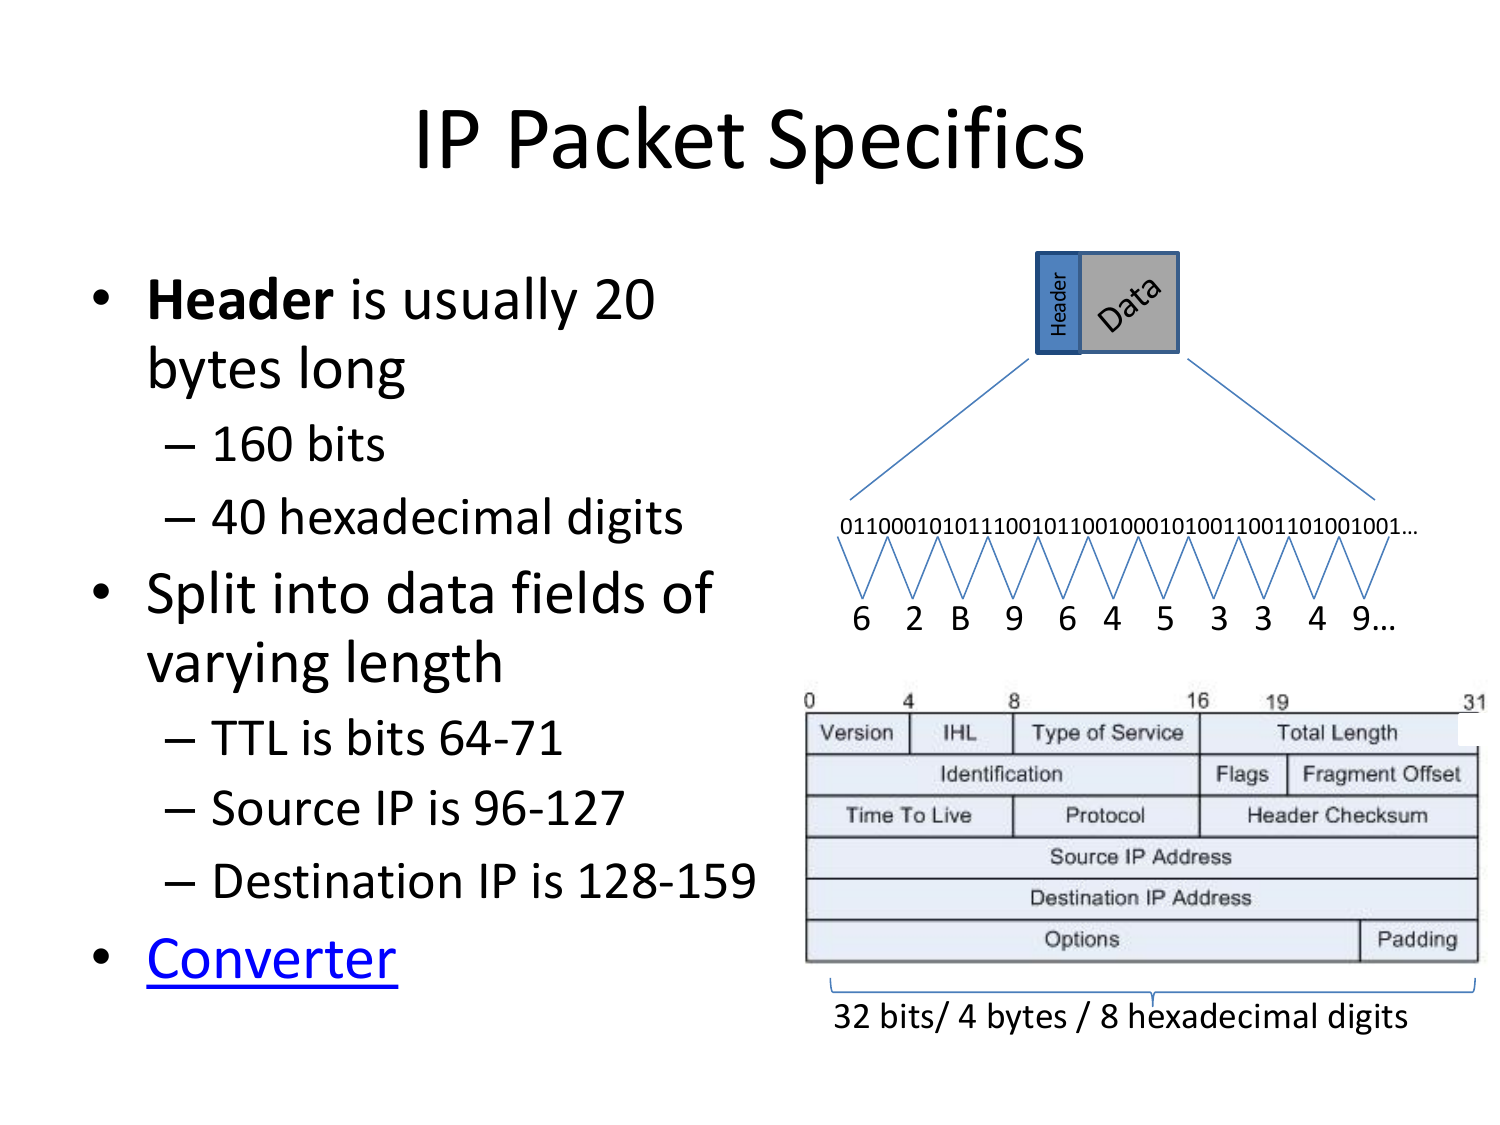 IP Packet Specifics
• Header is usually 20
bytes long
– 160 bits
– 40 hexadecimal digits
• Split into data fields of
varying length
– TTL is bits 64-71
– Source IP is 96-127
– Destination IP is 128-159
• Converter
Header
Data
01100010101110010110010001010011001101001001...
6 2 B 9 6 4 5 3 3 4 9...
0 4 8 16 19 31
Version IHL Type of Service Total Length
Identification Flags Fragment Offset
Time To Live Protocol Header Checksum
Source IP Address
Destination IP Address
Options Padding
32 bits/ 4 bytes / 8 hexadecimal digits